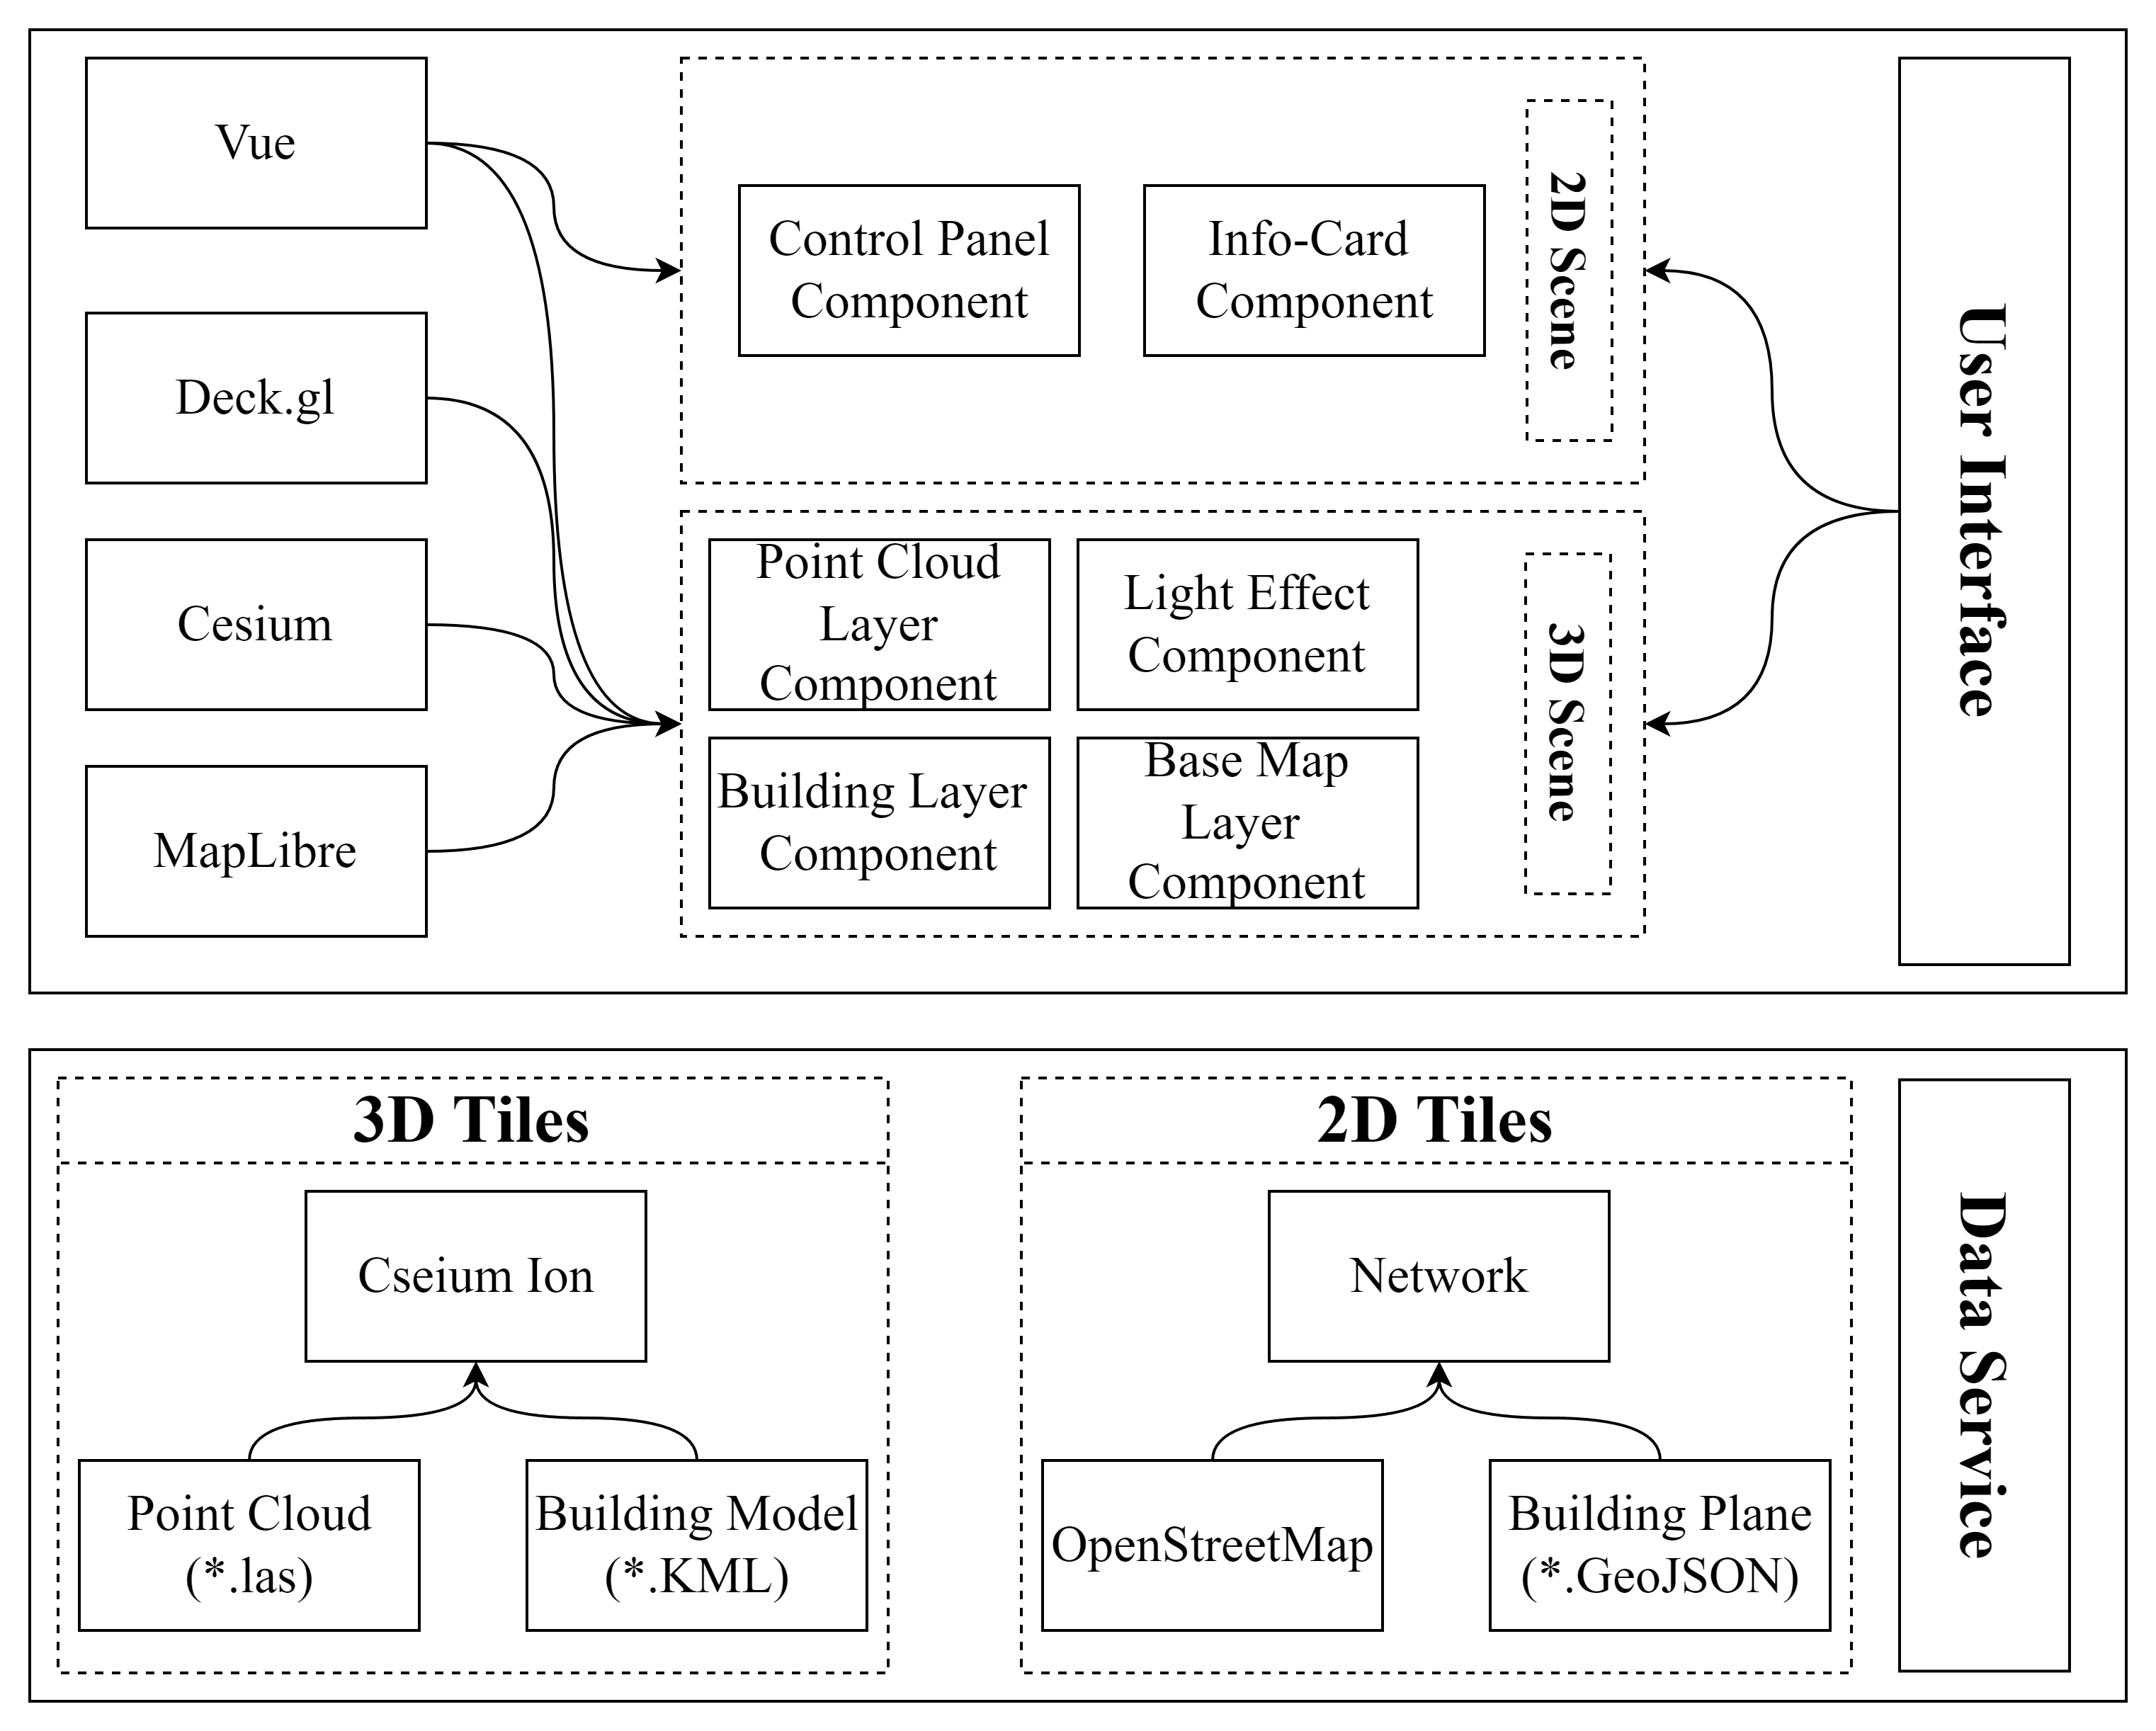 Vue
Deck.gl
Cesium
MapLibre
Control Panel
Component
Info-Card
Component
2D Scene
Point Cloud
Layer
Component
Light Effect
Component
Building Layer
Component
Base Map
Layer
Component
3D Scene
User Interface
3D Tiles
Cseium Ion
Point Cloud
(*.las)
Building Model
(*.KML)
2D Tiles
Network
OpenStreetMap
Building Plane
(*.GeoJSON)
Data Service